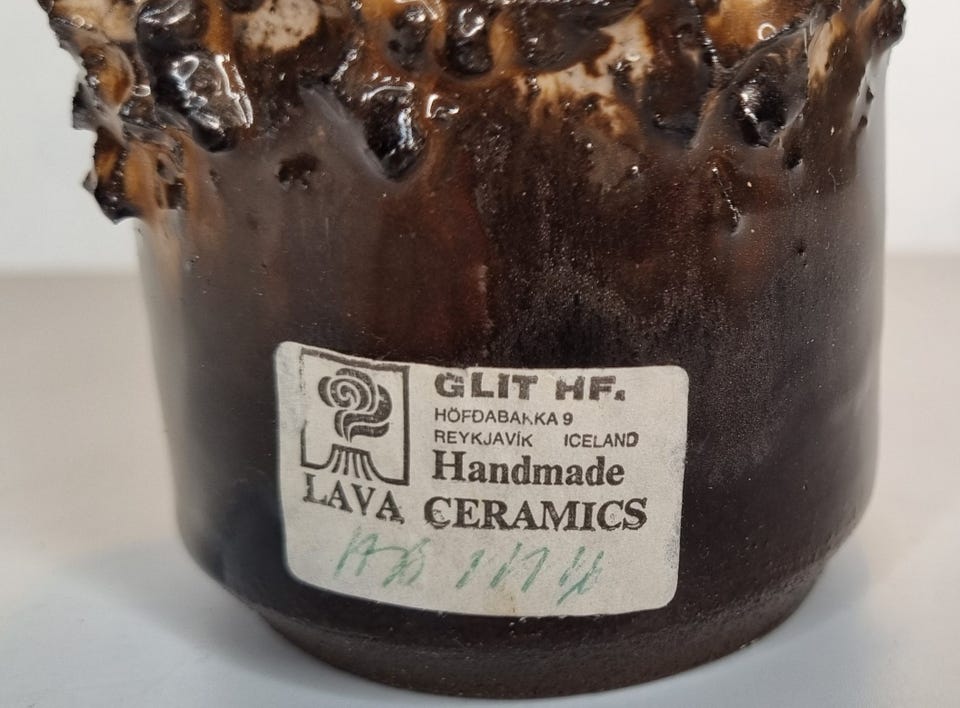 GLIT HF.
HÖFÐABAKKA 9
REYKJAVÍK ICELAND
Handmade
LAVA CERAMICS